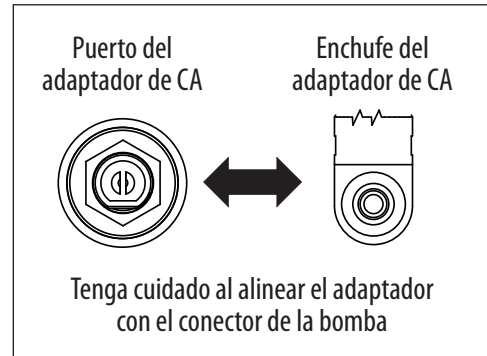 Puerto del
adaptador de CA
Enchufe del
adaptador de CA
Tenga cuidado al alinear el adaptador
con el conector de la bomba